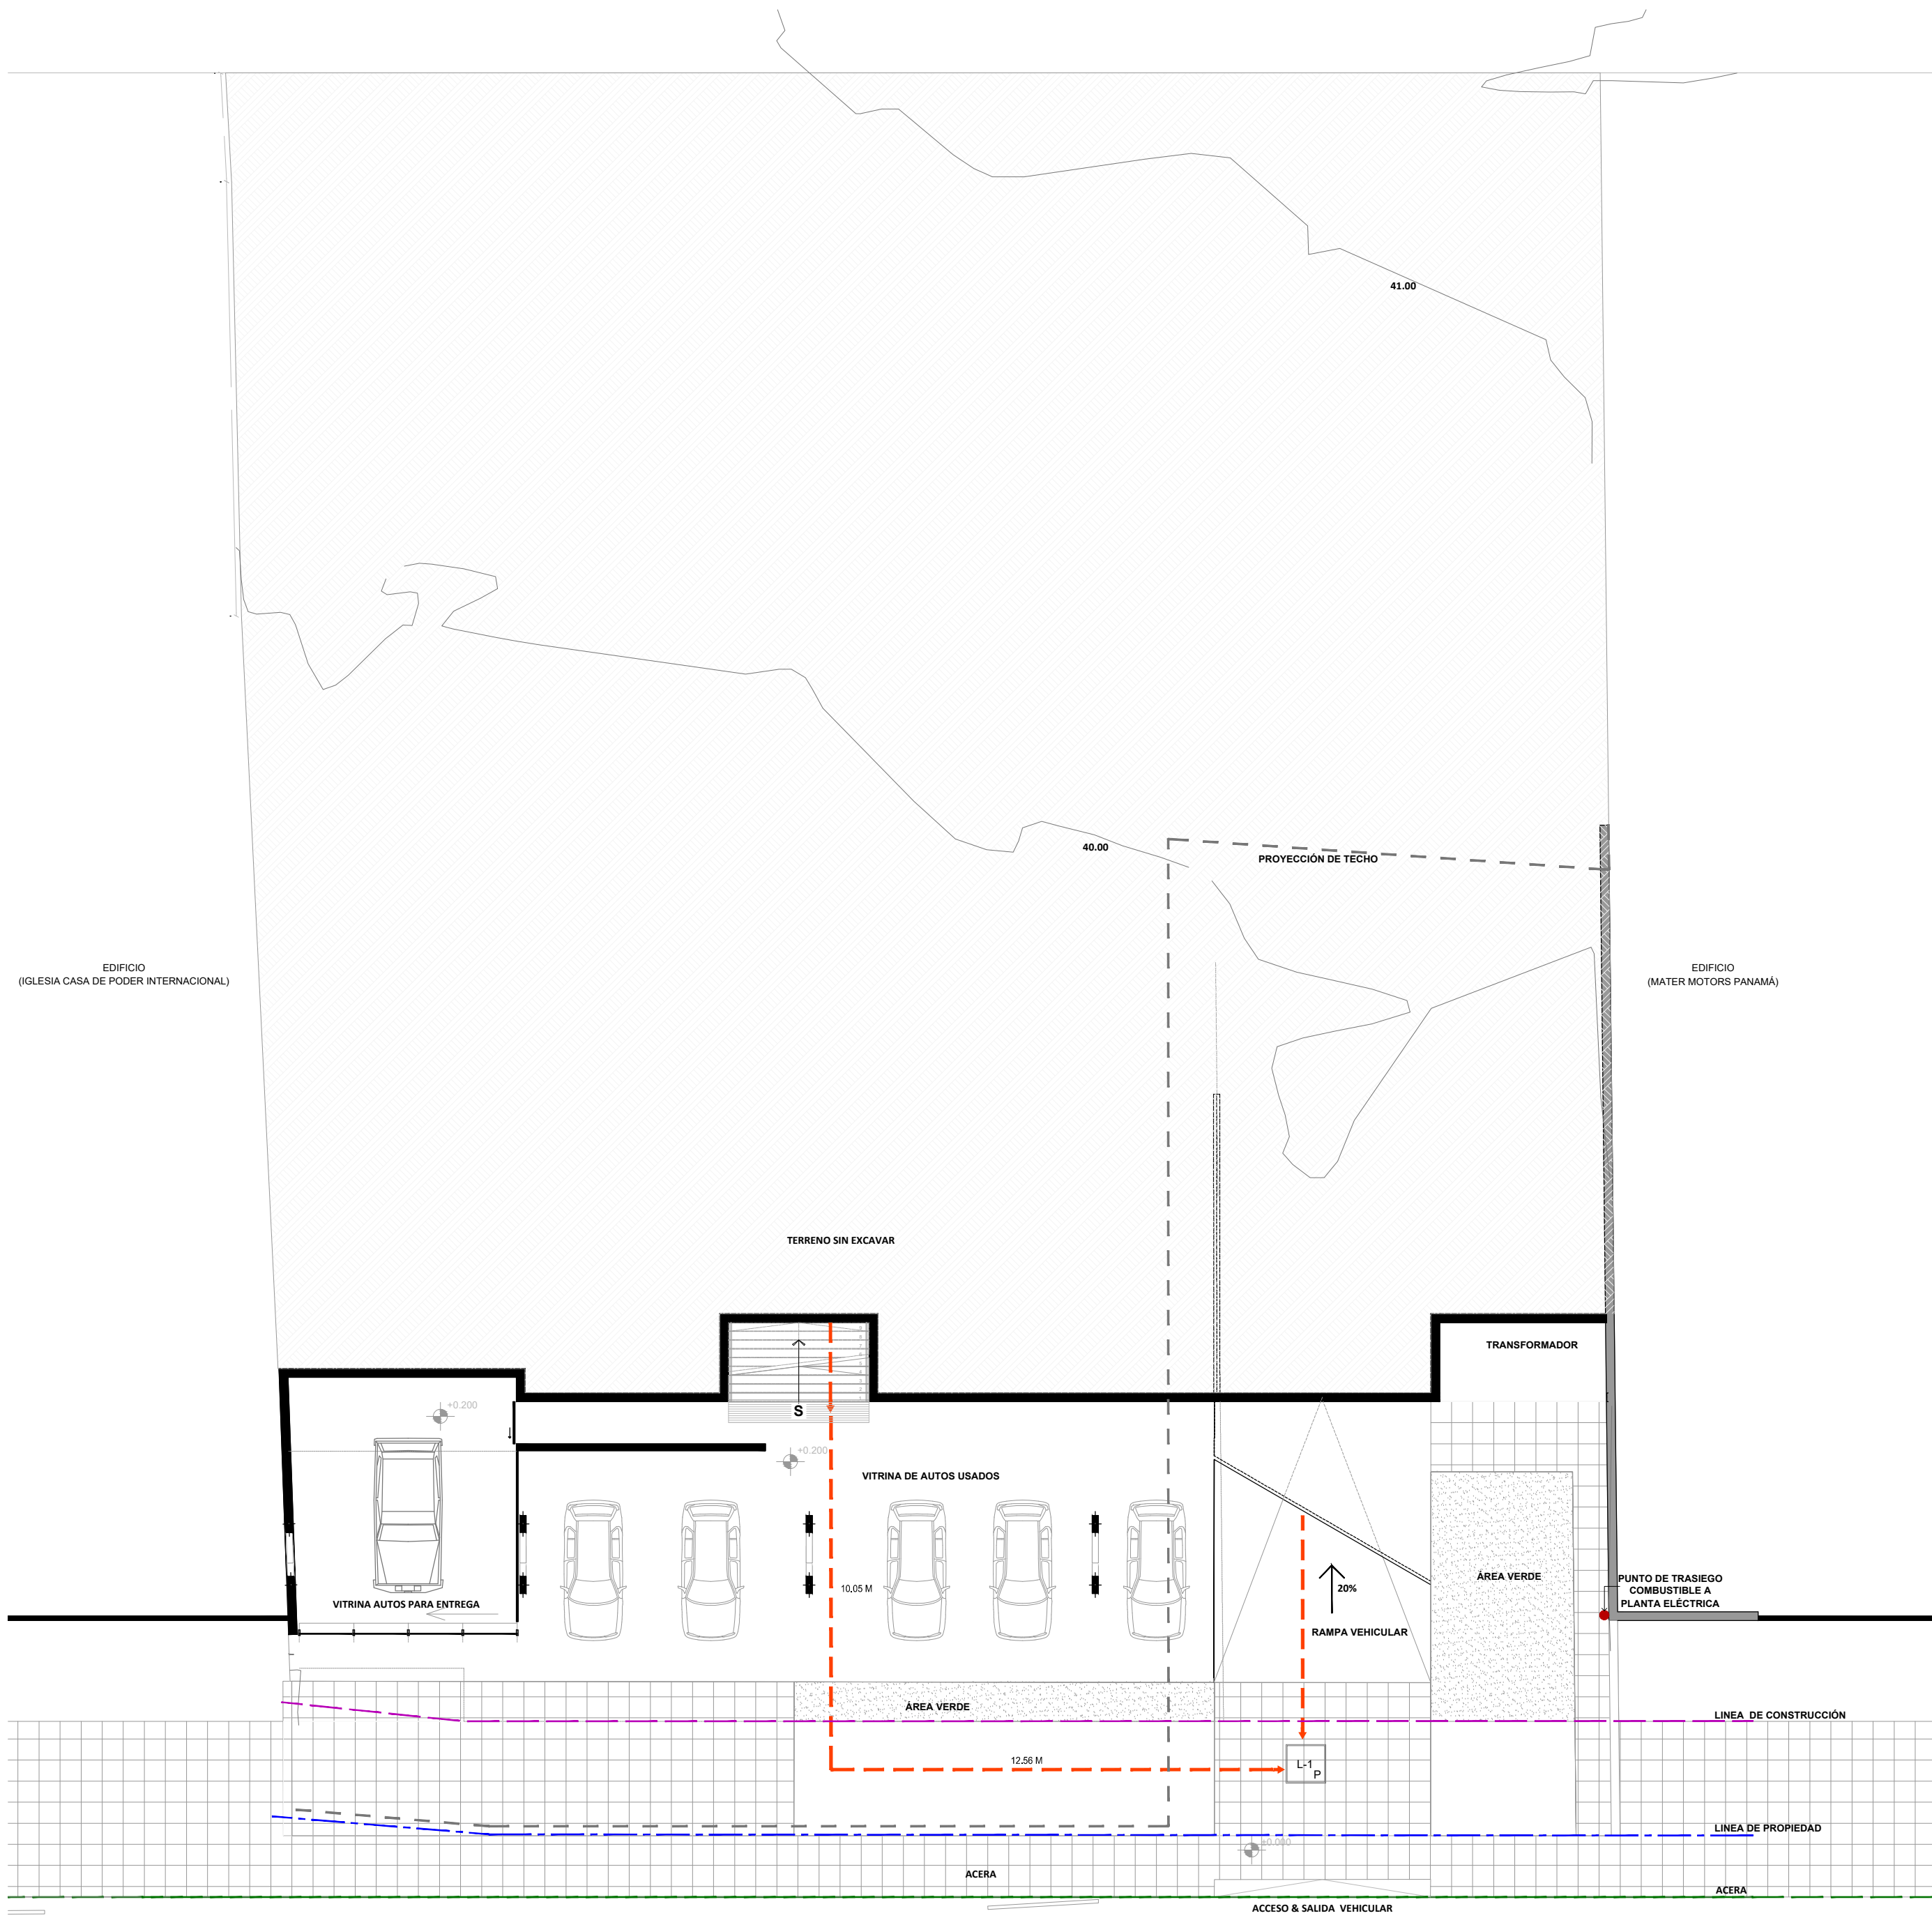 41.00
40.00
PROYECCIÓN DE TECHO
EDIFICIO
(IGLESIA CASA DE PODER INTERNACIONAL)
EDIFICIO
(MATER MOTORS PANAMÁ)
TERRENO SIN EXCAVAR
TRANSFORMADOR
+0.200
S
+0.200
VITRINA DE AUTOS USADOS
ÁREA VERDE
PUNTO DE TRASIEGO
COMBUSTIBLE A
PLANTA ELÉCTRICA
10.05 M
20%
VITRINA AUTOS PARA ENTREGA
RAMPA VEHICULAR
ÁREA VERDE
LINEA DE CONSTRUCCIÓN
12.56 M
L-1
P
LINEA DE PROPIEDAD
±0.000
ACERA
ACERA
ACCESO & SALIDA VEHICULAR